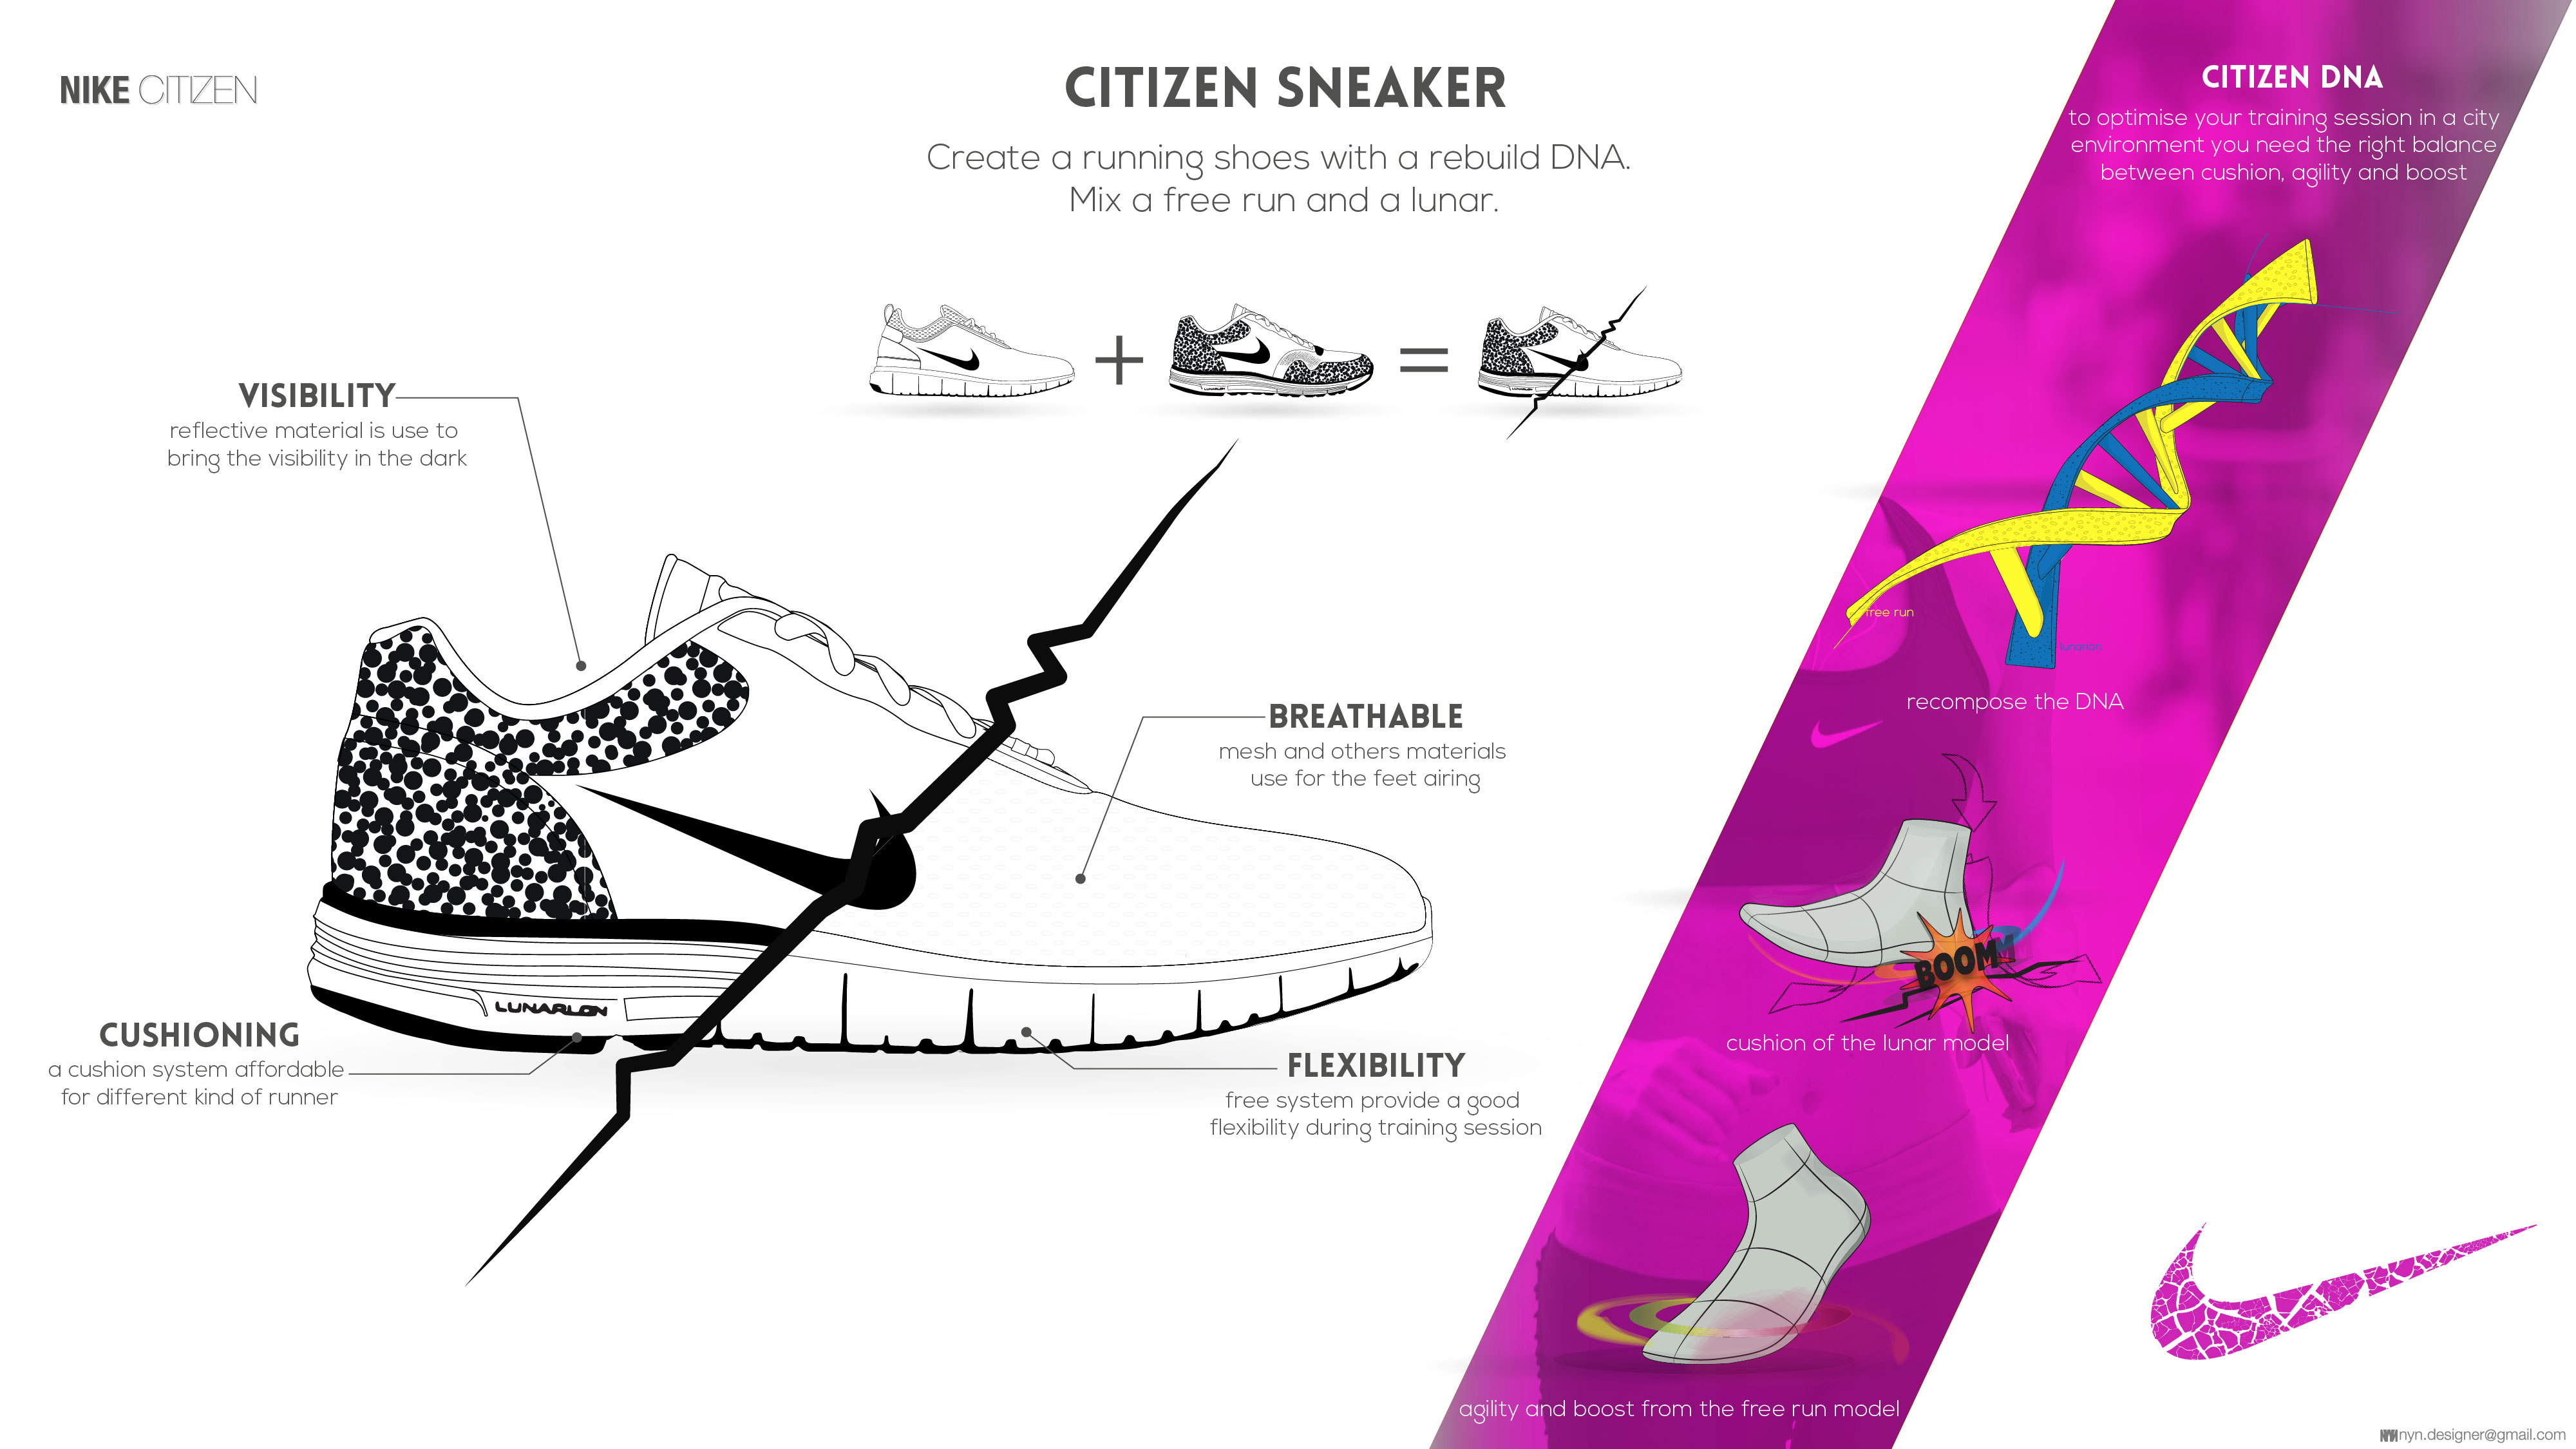 NIKE CITIZEN
CITIZEN SNEAKER
Create a running shoes with a rebuild DNA.
Mix a free run and a lunar.
VISIBILITY
reflective material is use to
bring the visibility in the dark
BREATHABLE
mesh and others materials
use for the feet airing
LUNARLON
CUSHIONING
a cushion system affordable
for different kind of runner
FLEXIBILITY
free system provide a good
flexibility during training session
CITIZEN DNA
to optimise your training session in a city
environment you need the right balance
between cushion, agility and boost
free run
lunarlon
recompose the DNA
BOOM
cushion of the lunar model
agility and boost from the free run model
nyn.designer@gmail.com